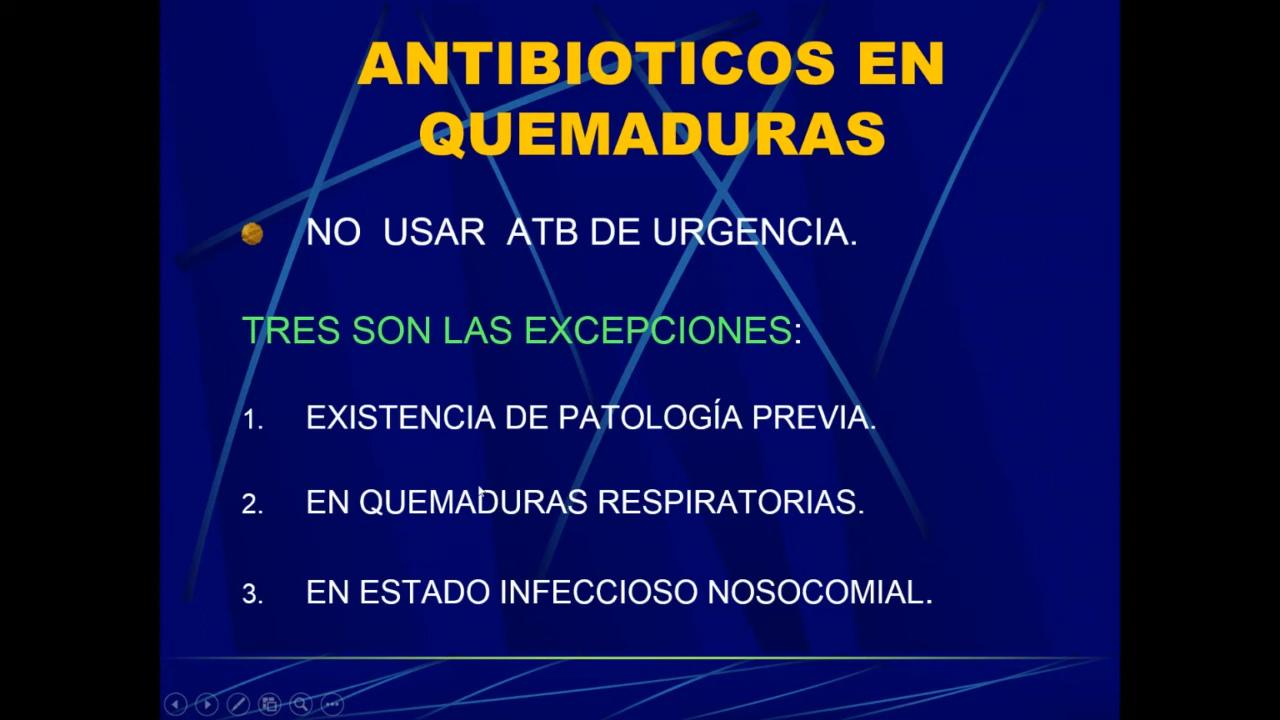 ANTIBIOTICOS EN
QUEMADURAS
NO USAR ATB DE URGENCIA.
TRES SON LAS EXCEPCIONES:
1. EXISTENCIA DE PATOLOGÍA PREVIA.
2. EN QUEMADURAS RESPIRATORIAS.
3. EN ESTADO INFECCIOSO NOSOCOMIAL.